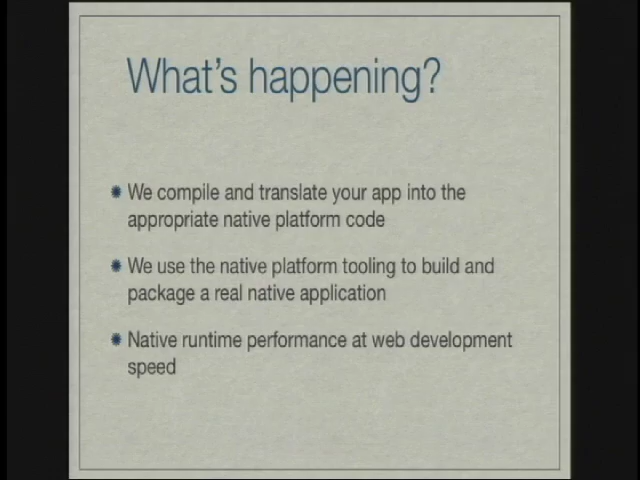 What's happening?
We compile and translate your app into the
appropriate native platform code
We use the native platform tooling to build and
package a real native application
Native runtime performance at web development
speed